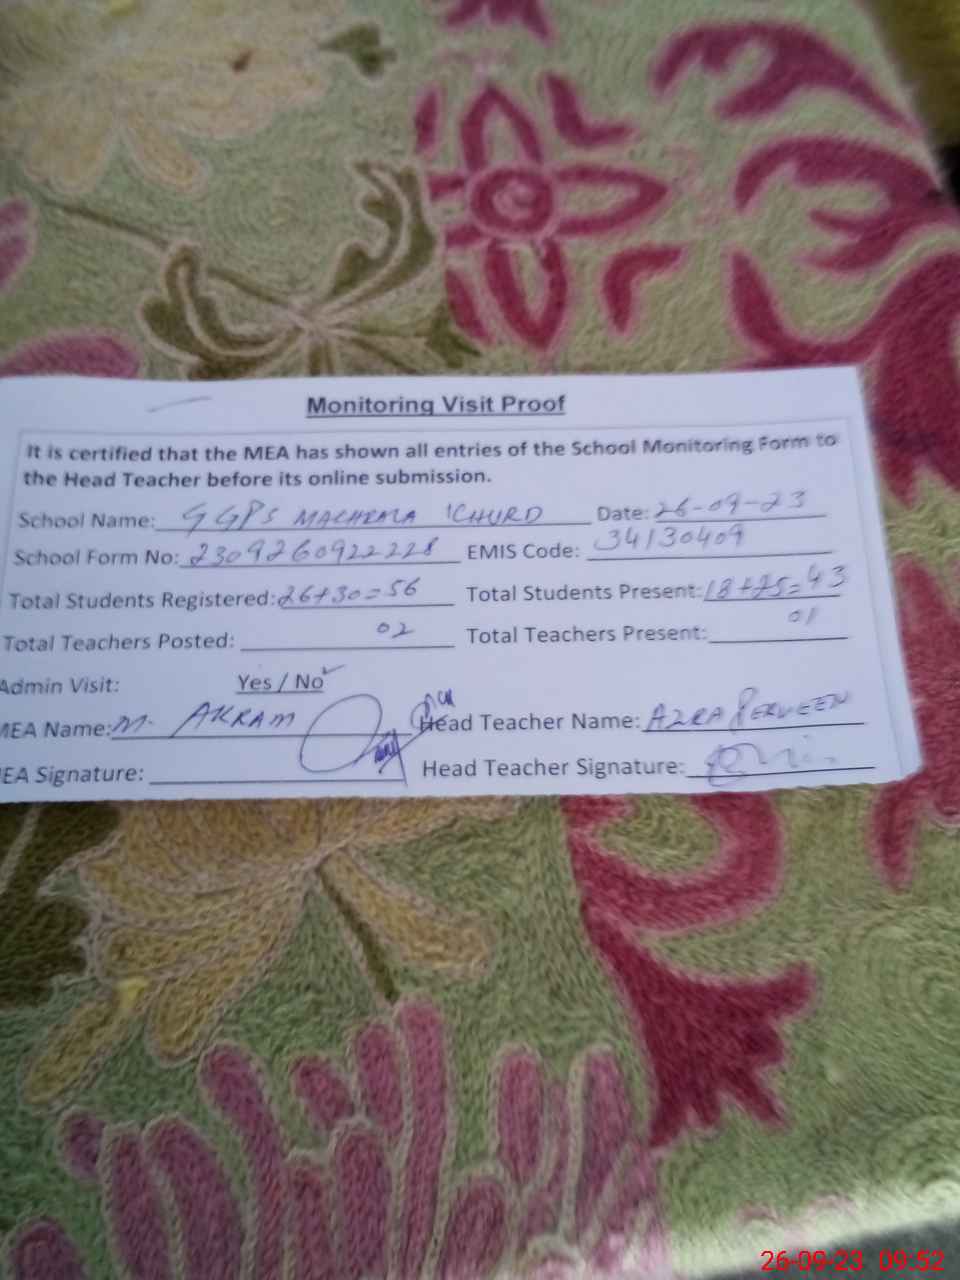 Monitoring Visit Proof
It is certified that the MEA has shown all entries of the School Monitoring Form to
the Head Teacher before its online submission.
School Name: GGPS MACHRALA KHURD Date: 26-09-23
School Form No: 2309260922228 EMIS Code: 34130409
Total Students Registered: 26+30=56 Total Students Present: 18+25=43
Total Teachers Posted: 02 Total Teachers Present: 01
Admin Visit: Yes / No
MEA Name: M. AKRAM Head Teacher Name: AZRA PERVEEN
EA Signature: Head Teacher Signature:
26-09-23 09:52